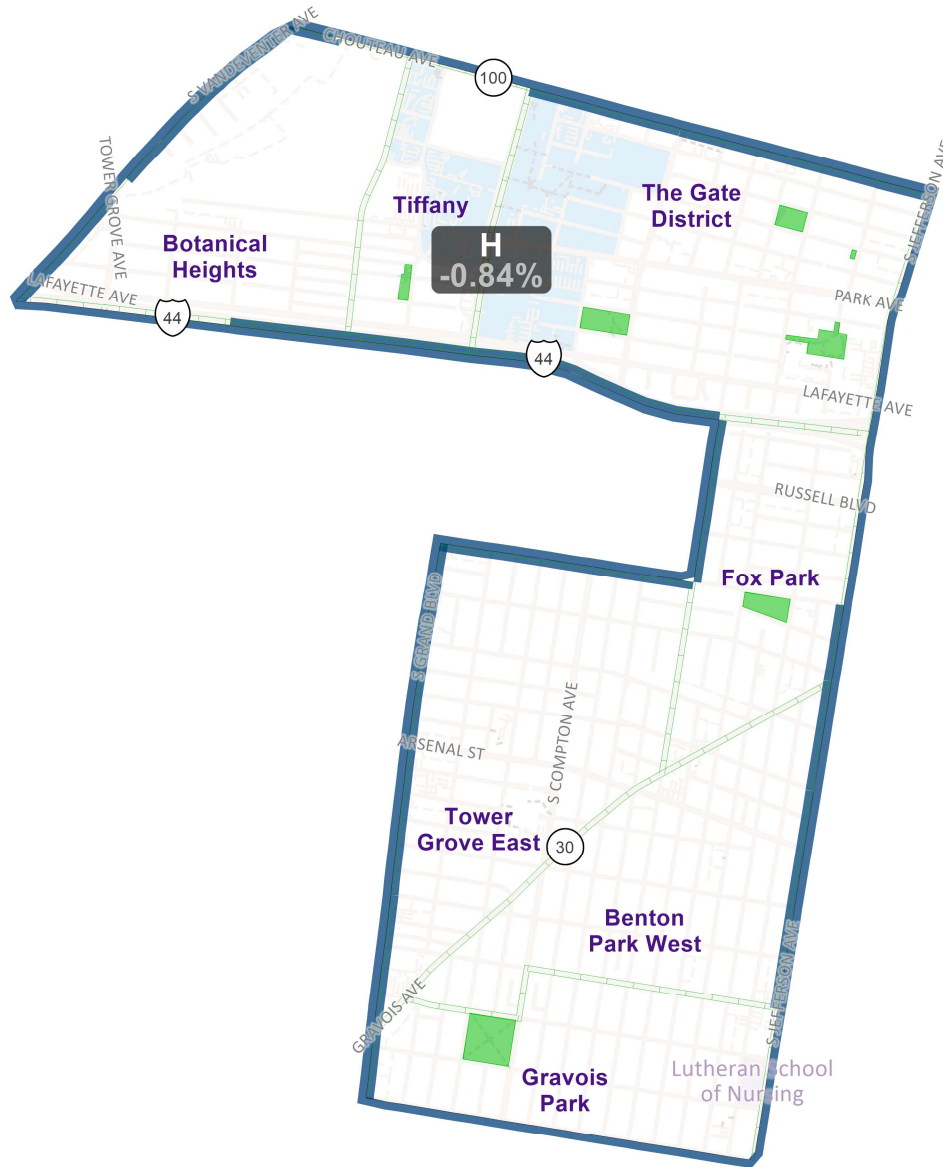 S VANDEVENTER AVE
CHOUTEAU AVE
100
TOWER GROVE AVE
S JEFFERSON AVE
Tiffany
The Gate
District
Botanical
Heights
H
-0.84%
LAFAYETTE AVE
44
PARK AVE
44
LAFAYETTE AVE
RUSSELL BLVD
Fox Park
S GRAND BLVD
S COMPTON AVE
ARSENAL ST
Tower
Grove East
30
Benton
Park West
S JEFFERSON AVE
GRAVOIS AVE
Gravois
Park
Lutheran School
of Nursing